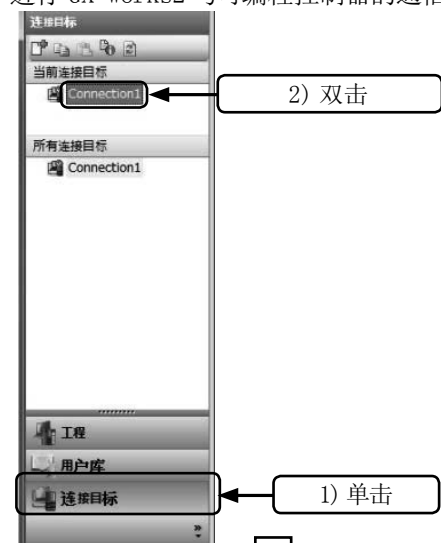 进行 GX Works2 与可编程控制器的通信
连接目标
当前连接目标
Connection1
2) 双击
所有连接目标
Connection1
工程
用户库
连接目标
1) 单击